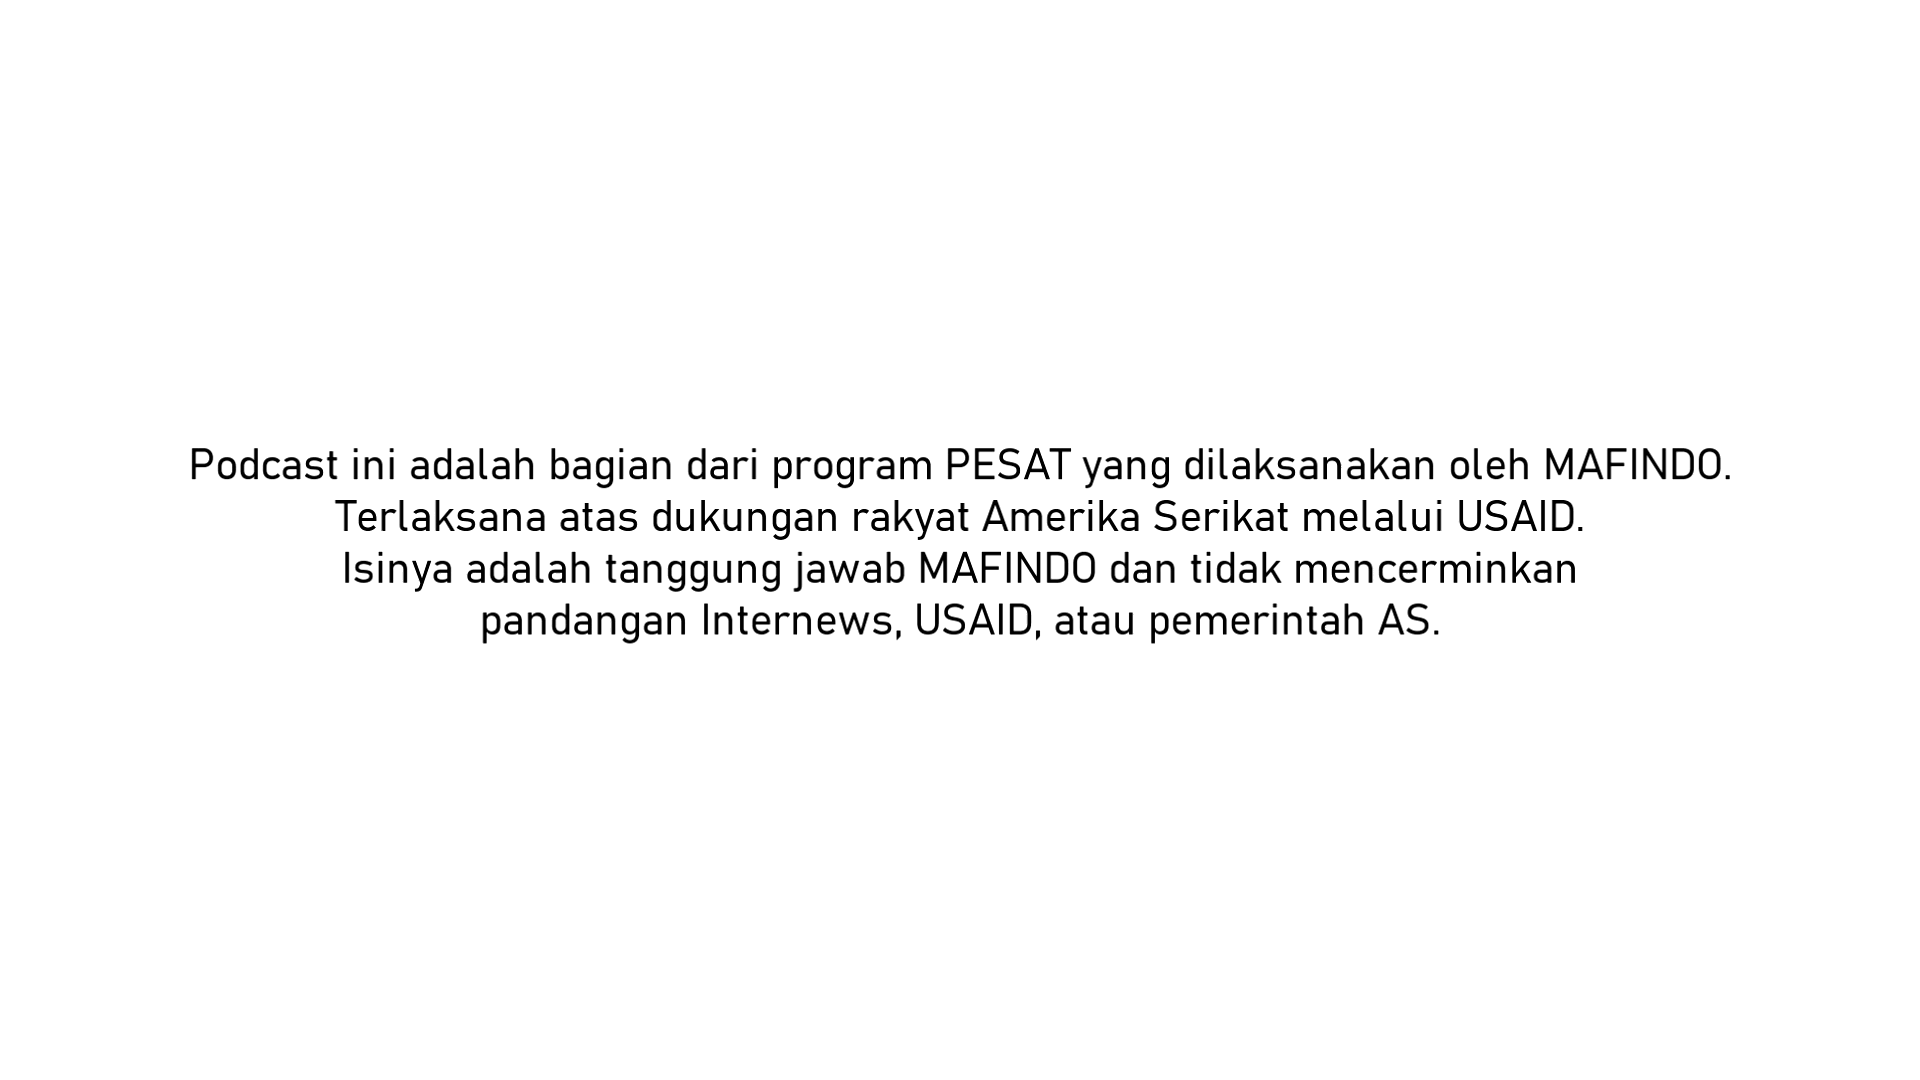 Podcast ini adalah bagian dari program PESAT yang dilaksanakan oleh MAFINDO.
Terlaksana atas dukungan rakyat Amerika Serikat melalui USAID.
Isinya adalah tanggung jawab MAFINDO dan tidak mencerminkan
pandangan Internews, USAID, atau pemerintah AS.